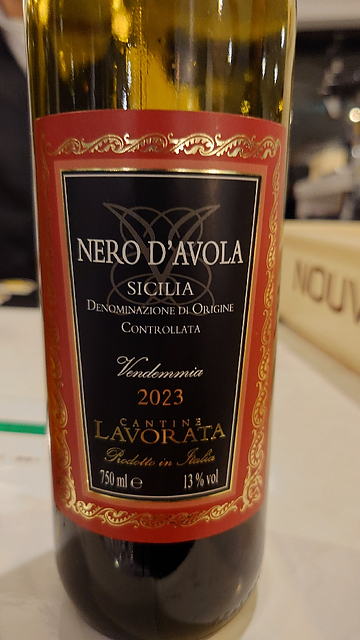 NERO D'AVOLA
SICILIA
DENOMINAZIONE DI ORIGINE
CONTROLLATA
Vendemmia
2023
CANTINE
LAVORATA
Prodotto in Italia
750 ml ℮ 13 % vol
NOUV